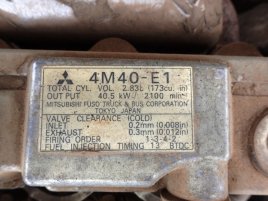 4M40-E1
TOTAL CYL. VOL. 2.83L (173cu. in)
OUTPUT 40.5 kW / 2100 min⁻¹
MITSUBISHI FUSO TRUCK & BUS CORPORATION
TOKYO JAPAN
VALVE CLEARANCE (COLD)
INLET 0.2mm (0.008in)
EXHAUST 0.3mm (0.012in)
FIRING ORDER 1-3-4-2
FUEL INJECTION TIMING 13° BTDC